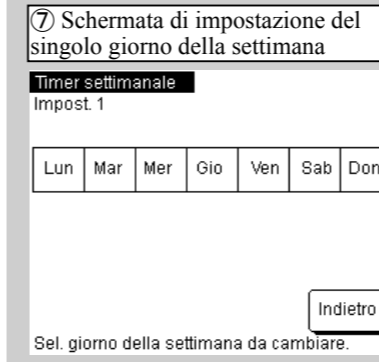 ⑦ Schermata di impostazione del
singolo giorno della settimana
Timer settimanale
Impost. 1
Lun Mar Mer Gio Ven Sab Dom
Indietro
Sel. giorno della settimana da cambiare.